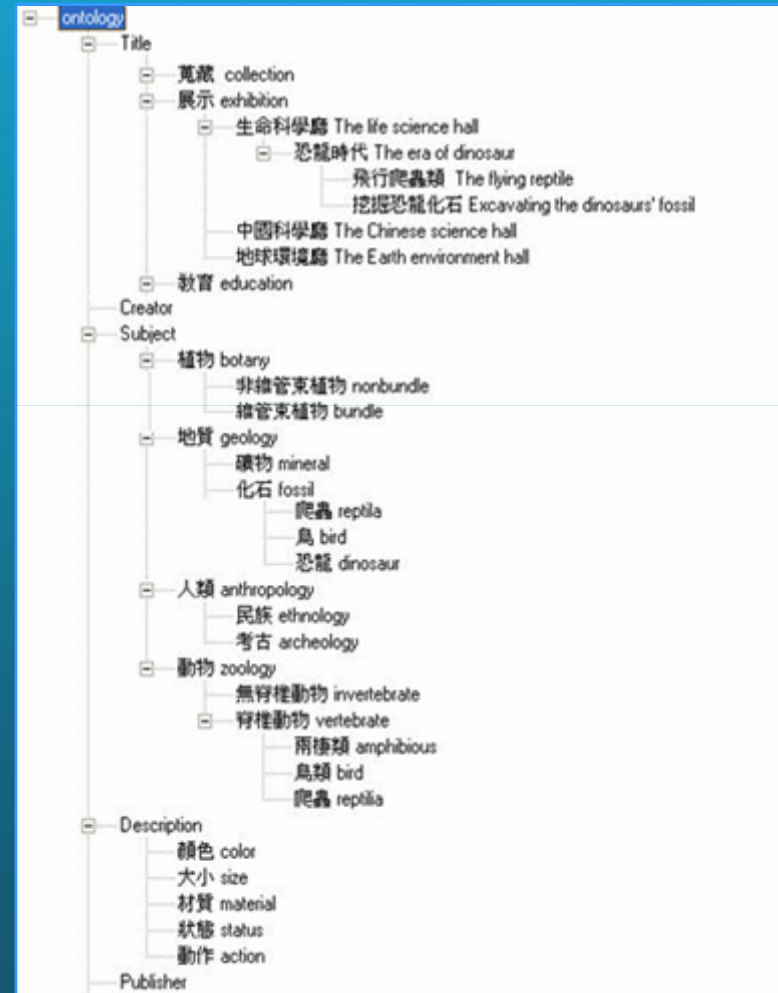 ontology
Title
蒐藏 collection
展示 exhibition
生命科學廳 The life science hall
恐龍時代 The era of dinosaur
飛行爬蟲類 The flying reptile
挖掘恐龍化石 Excavating the dinosaurs' fossil
中國科學廳 The Chinese science hall
地球環境廳 The Earth environment hall
教育 education
Creator
Subject
植物 botany
非維管束植物 nonbundle
維管束植物 bundle
地質 geology
礦物 mineral
化石 fossil
爬蟲 reptila
鳥 bird
恐龍 dinosaur
人類 anthropology
民族 ethnology
考古 archeology
動物 zoology
無脊椎動物 invertebrate
脊椎動物 vertebrate
兩棲類 amphibious
鳥類 bird
爬蟲 reptilia
Description
顏色 color
大小 size
材質 material
狀態 status
動作 action
Publisher